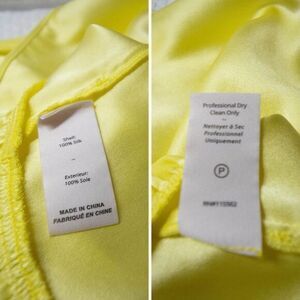 Shell:
100% Silk
–
Exterieur:
100% Soie
MADE IN CHINA
FABRIQUÉ EN CHINE
Professional Dry
Clean Only
–
Nettoyer À Sec
Professionnel
Uniquement
P